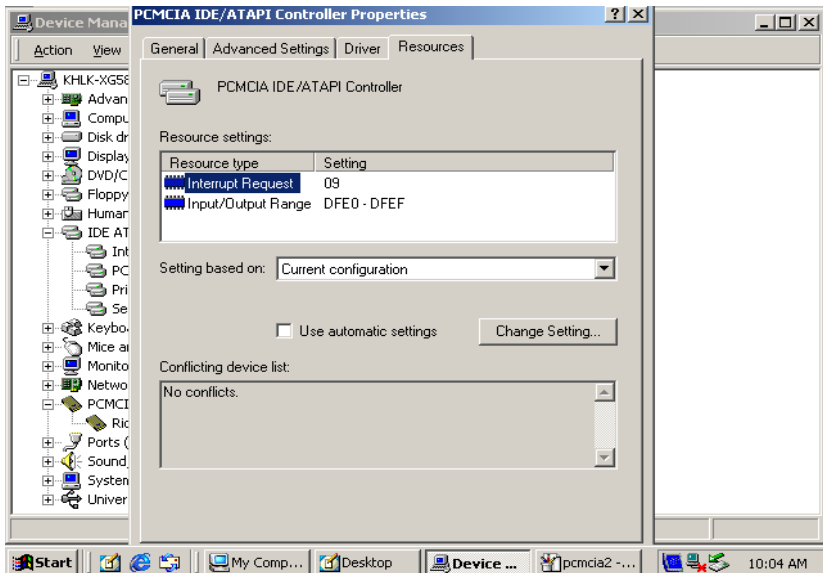 Device Mana
PCMCIA IDE/ATAPI Controller Properties
Action View
General Advanced Settings Driver Resources
KHLK-XG58
Advan
Compu
Disk dr
Display
DVD/C
Floppy
Human
IDE AT
Int
PC
Pri
Se
Keybo
Mice a
Monito
Netwo
PCMCI
Ric
Ports (
Sound,
System
Univer
PCMCIA IDE/ATAPI Controller
Resource settings:
Resource type Setting
Interrupt Request 09
Input/Output Range DFE0 - DFEF
Setting based on: Current configuration
Use automatic settings Change Setting...
Conflicting device list:
No conflicts.
Start My Comp... Desktop Device ... pcmcia2 -... 10:04 AM